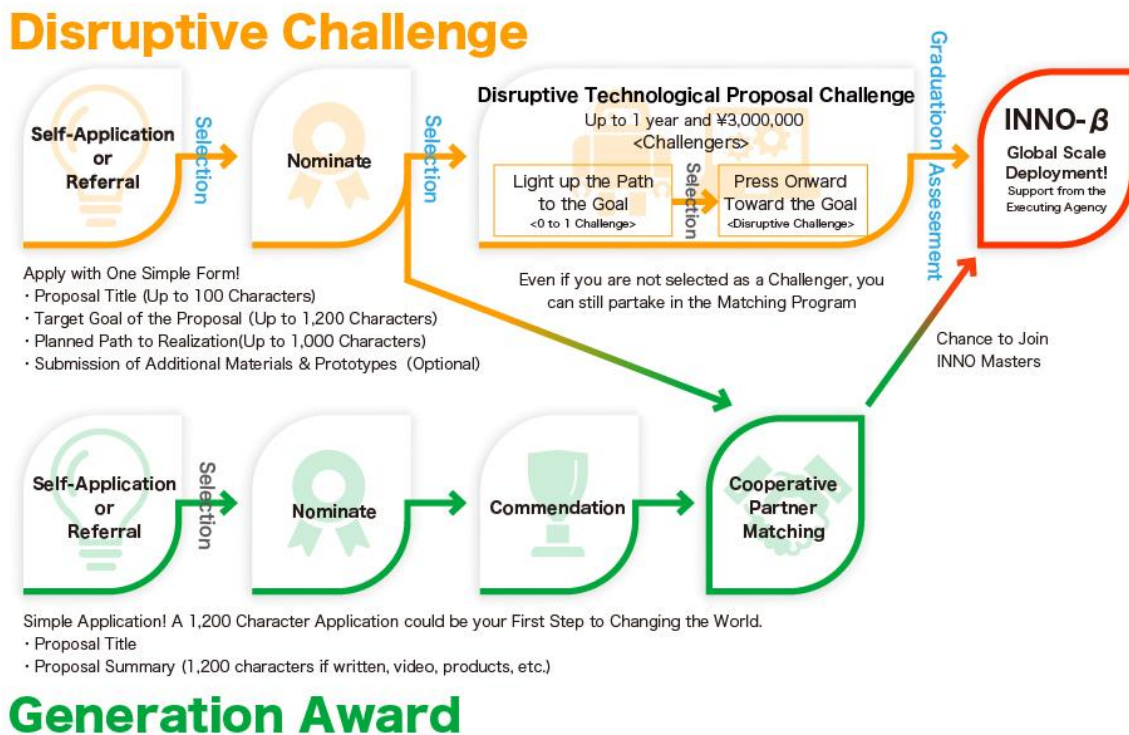 Disruptive Challenge
Self-Application
or
Referral
Selection
Nominate
Selection
Disruptive Technological Proposal Challenge
Up to 1 year and ¥3,000,000
<Challengers>
Light up the Path
to the Goal
<0 to 1 Challenge>
Selection
Press Onward
Toward the Goal
<Disruptive Challenge>
Graduatioon Assessement
INNO-β
Global Scale
Deployment!
Support from the
Executing Agency
Apply with One Simple Form!
・Proposal Title (Up to 100 Characters)
・Target Goal of the Proposal (Up to 1,200 Characters)
・Planned Path to Realization(Up to 1,000 Characters)
・Submission of Additional Materials & Prototypes (Optional)
Even if you are not selected as a Challenger, you
can still partake in the Matching Program
Chance to Join
INNO Masters
Self-Application
or
Referral
Selection
Nominate
Commendation
Cooperative
Partner
Matching
Simple Application! A 1,200 Character Application could be your First Step to Changing the World.
・Proposal Title
・Proposal Summary (1,200 characters if written, video, products, etc.)
Generation Award